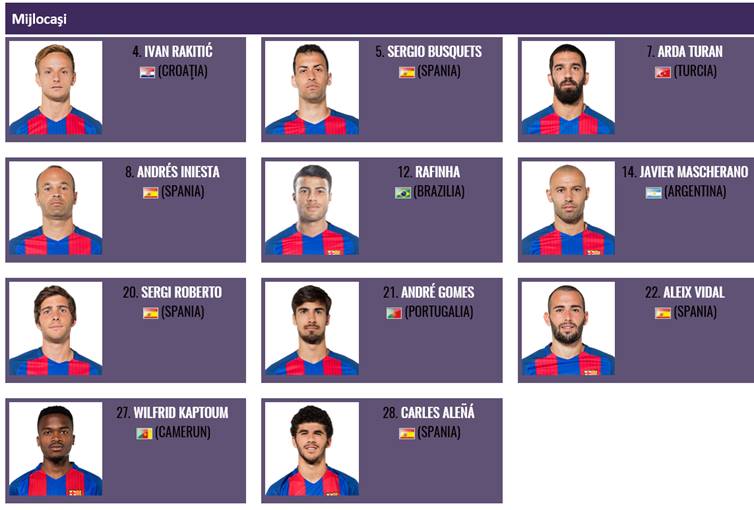 Mijlocaşi
4. IVAN RAKITIĆ
(CROAŢIA)
5. SERGIO BUSQUETS
(SPANIA)
7. ARDA TURAN
(TURCIA)
8. ANDRÉS INIESTA
(SPANIA)
12. RAFINHA
(BRAZILIA)
14. JAVIER MASCHERANO
(ARGENTINA)
20. SERGI ROBERTO
(SPANIA)
21. ANDRÉ GOMES
(PORTUGALIA)
22. ALEIX VIDAL
(SPANIA)
27. WILFRID KAPTOUM
(CAMERUN)
28. CARLES ALEÑÁ
(SPANIA)